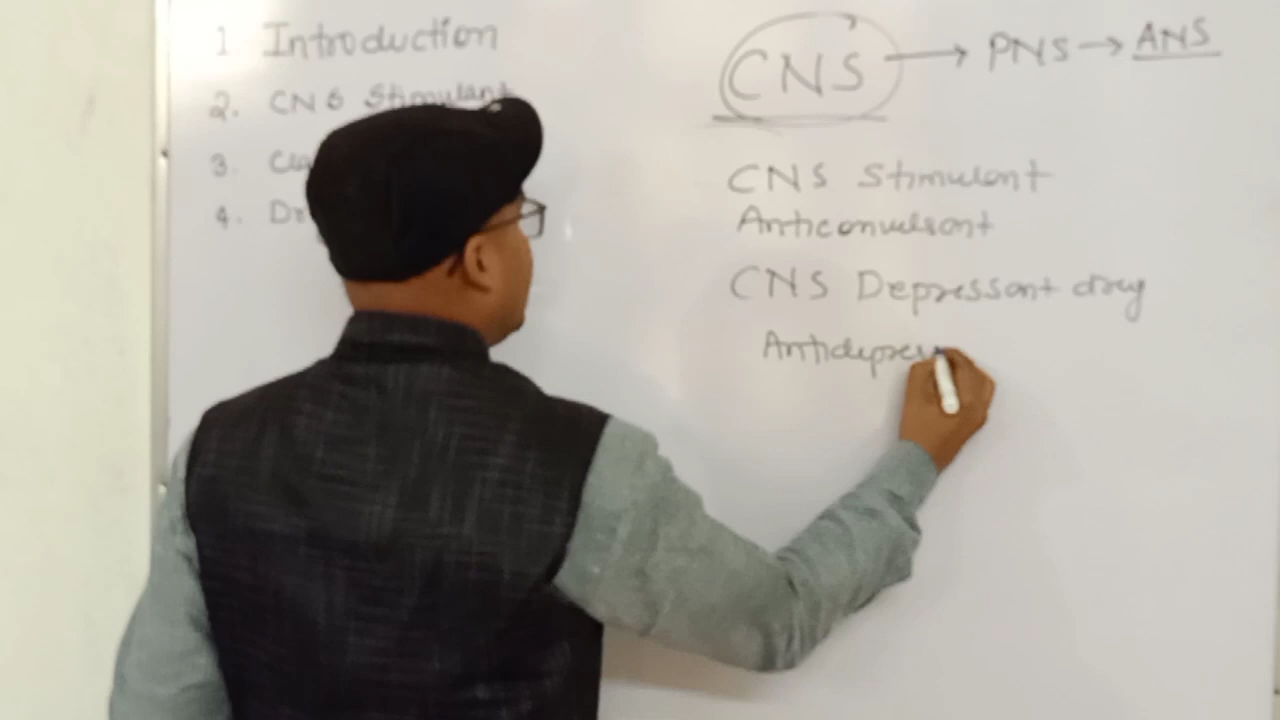 1 Introduction
2. CNS Stimulant
3.
4.
CNS → PNS → ANS
CNS Stimulant
Anticonvulsant
CNS Depressant drug
Antidepres